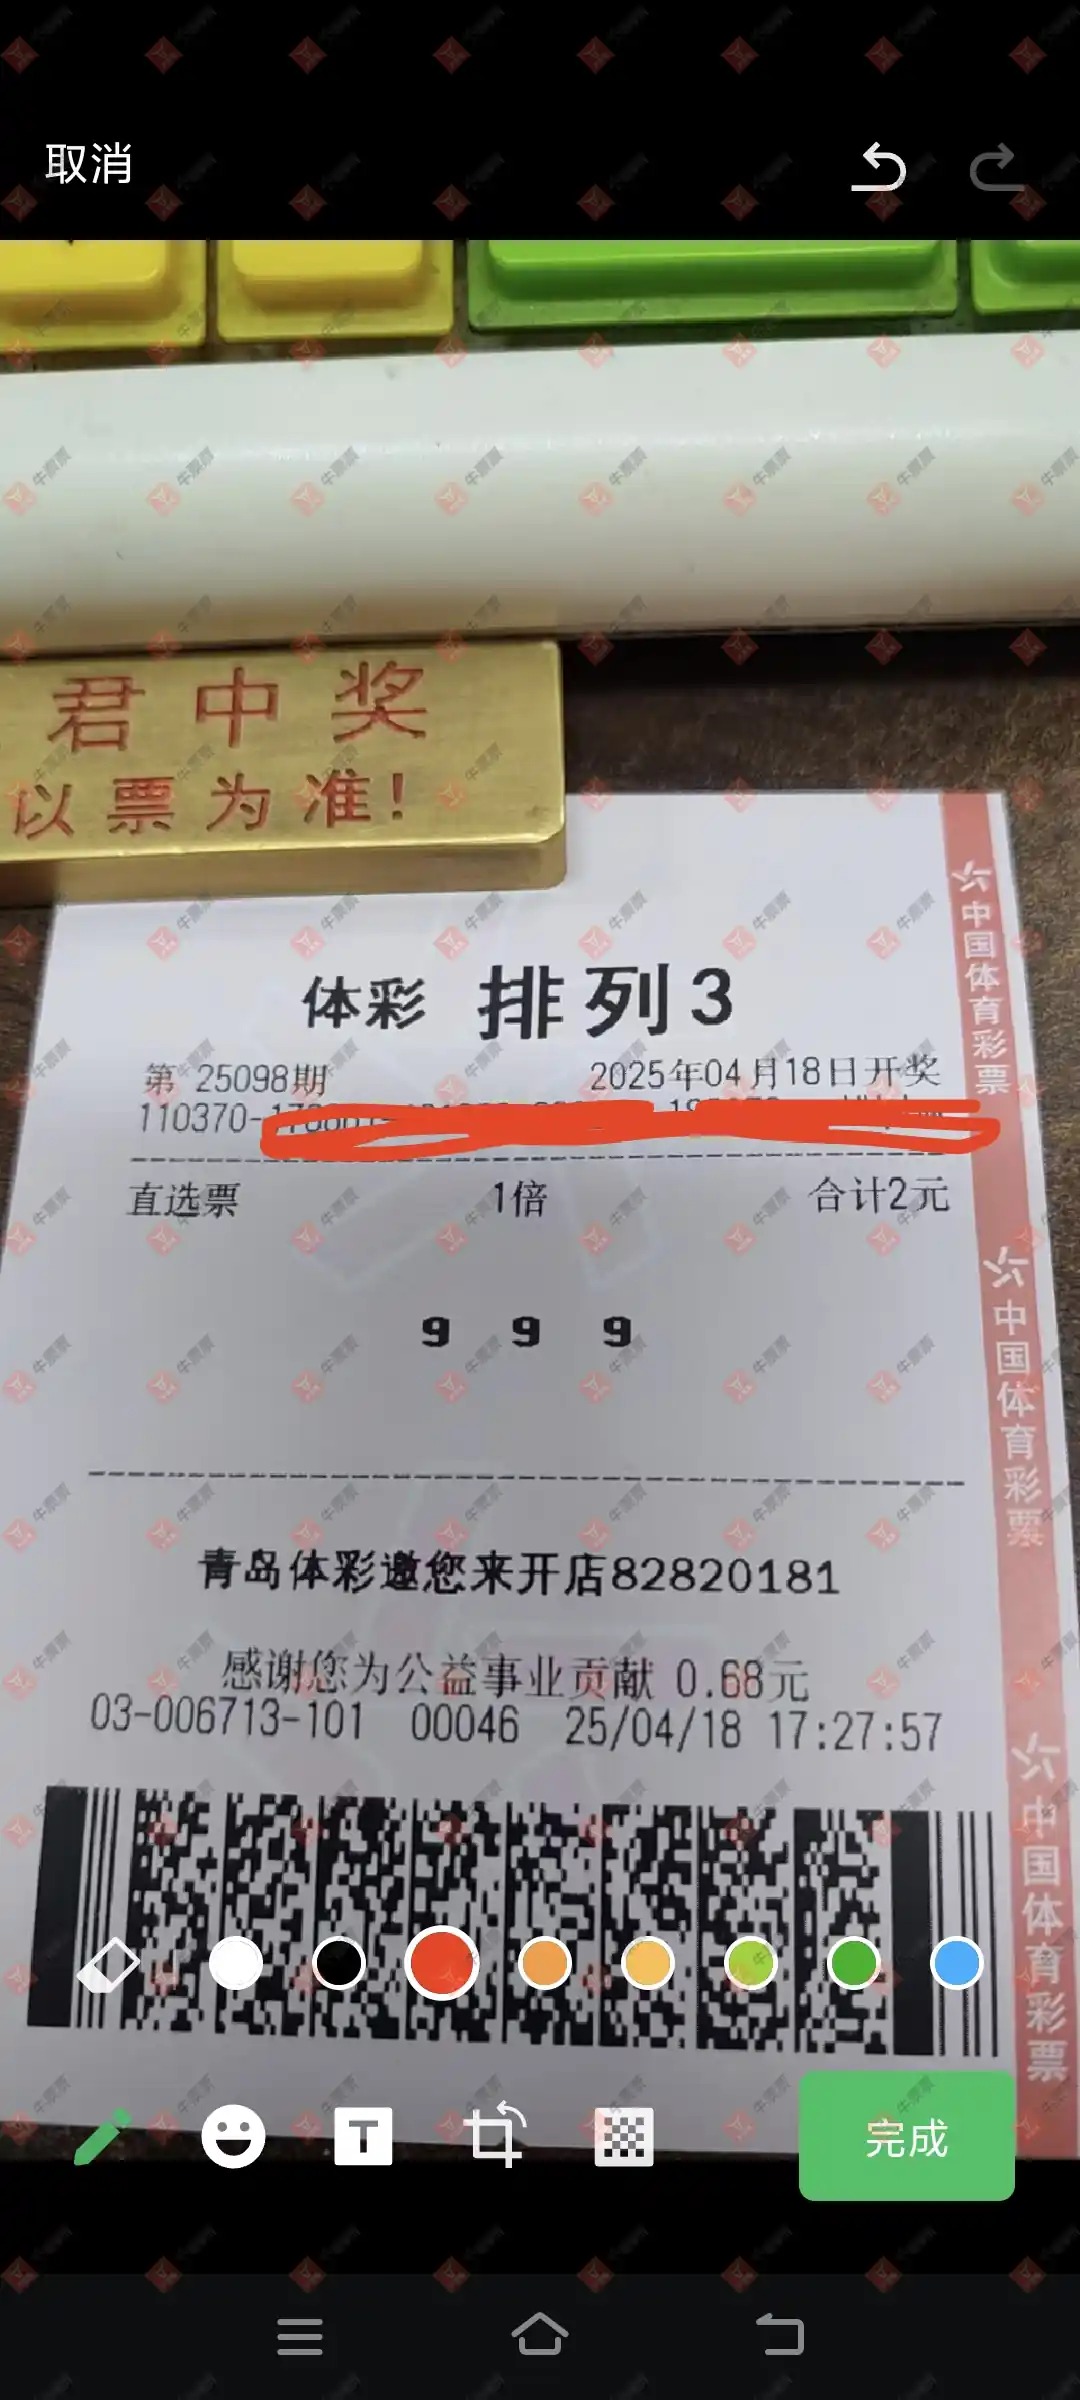 取消
君中奖
以票为准!
体彩 排列3
第 25098期 2025年04月18日开奖
110370-
直选票 1倍 合计2元
9 9 9
青岛体彩邀您来开店82820181
感谢您为公益事业贡献 0.68元
03-006713-101 00046 25/04/18 17:27:57
中国体育彩票
中国体育彩票
中国体育彩票
T
完成
牛票票